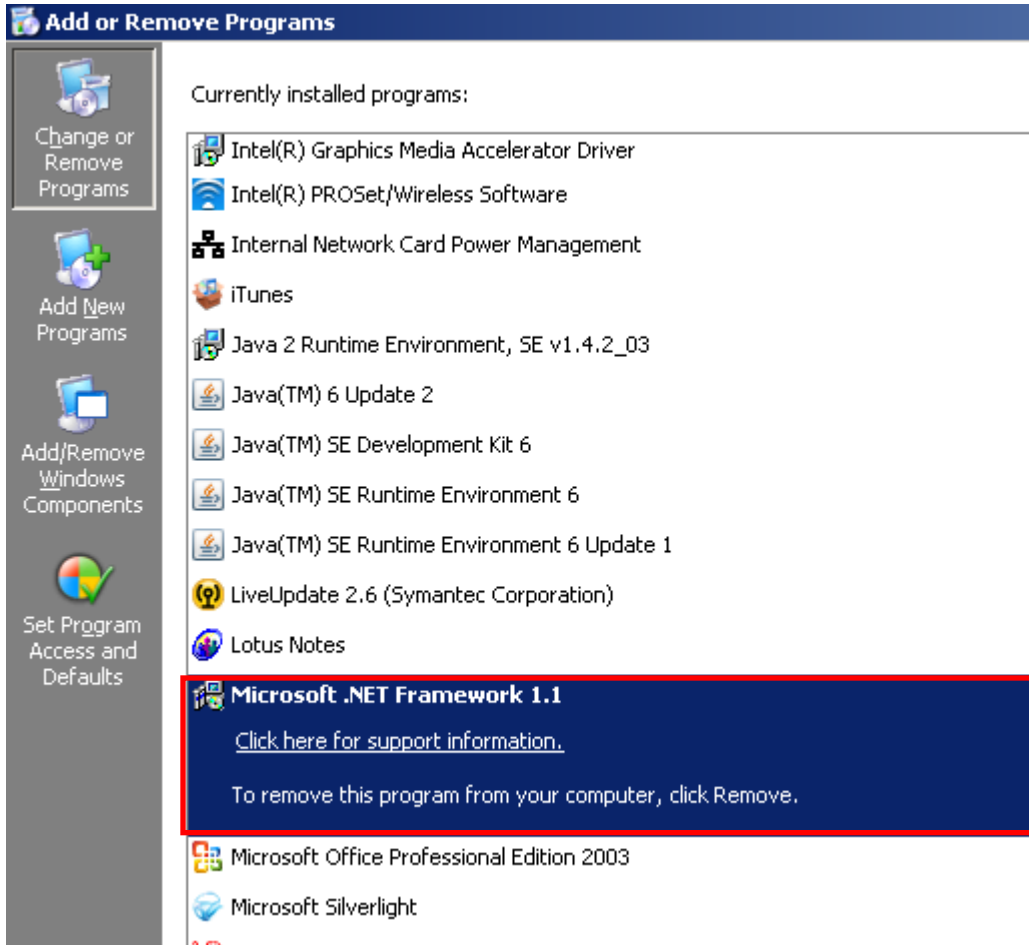 Add or Remove Programs
Change or
Remove
Programs
Add New
Programs
Add/Remove
Windows
Components
Set Program
Access and
Defaults
Currently installed programs:
Intel(R) Graphics Media Accelerator Driver
Intel(R) PROSet/Wireless Software
Internal Network Card Power Management
iTunes
Java 2 Runtime Environment, SE v1.4.2_03
Java(TM) 6 Update 2
Java(TM) SE Development Kit 6
Java(TM) SE Runtime Environment 6
Java(TM) SE Runtime Environment 6 Update 1
LiveUpdate 2.6 (Symantec Corporation)
Lotus Notes
Microsoft .NET Framework 1.1
Click here for support information.
To remove this program from your computer, click Remove.
Microsoft Office Professional Edition 2003
Microsoft Silverlight